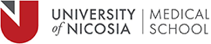 UNIVERSITY | MEDICAL
of NICOSIA | SCHOOL